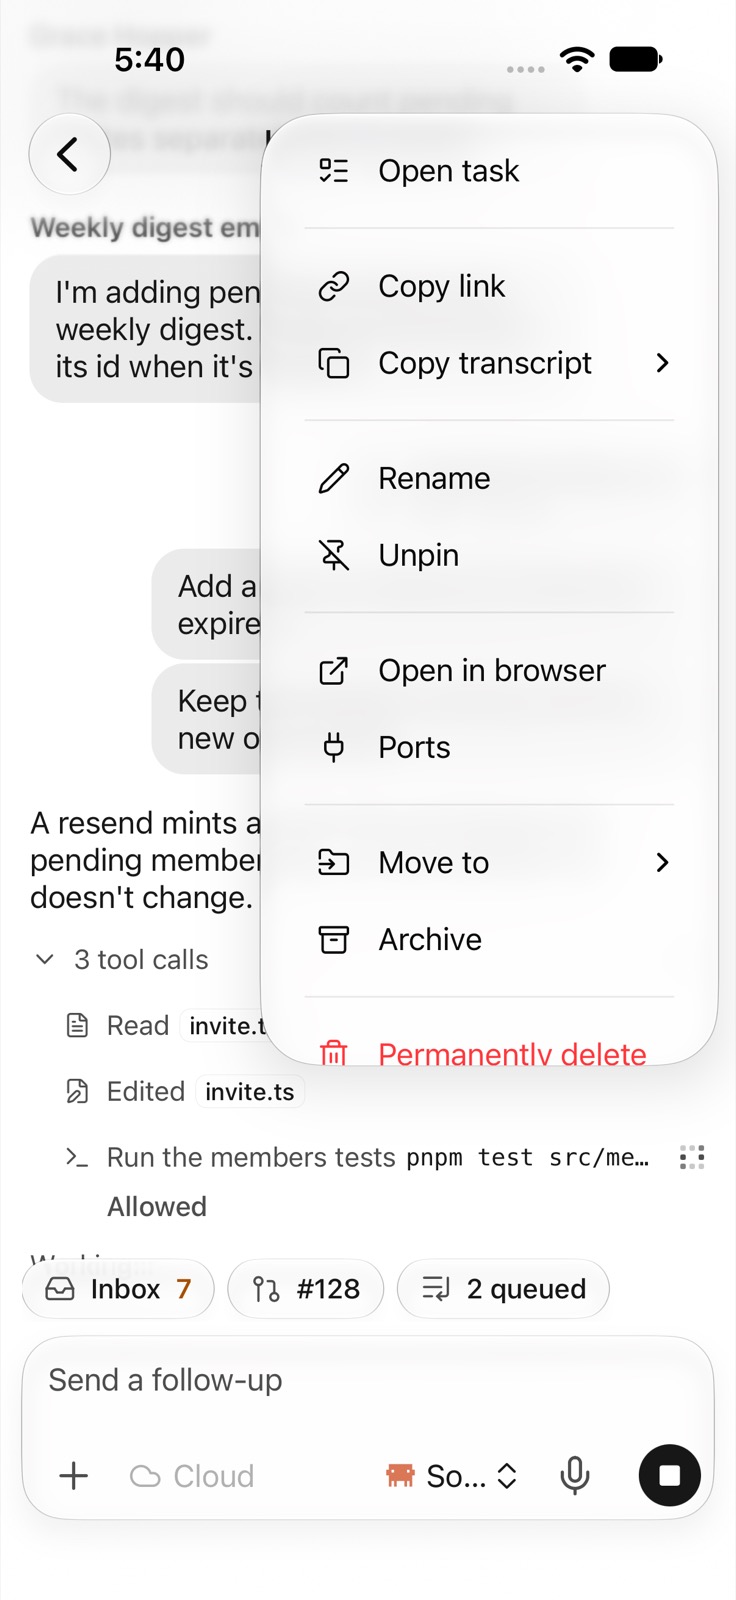 5:40
Open task
Weekly digest em
Copy link
I'm adding pen
weekly digest.
its id when it's
Copy transcript
Rename
Unpin
Add a
expire
Open in browser
Keep t
new o
Ports
A resend mints a
pending member
doesn't change.
Move to
Archive
3 tool calls
Read invite.t
Permanently delete
Edited invite.ts
Run the members tests pnpm test src/me…
Allowed
Working...
Inbox 7
#128
2 queued
Send a follow-up
Cloud
So...